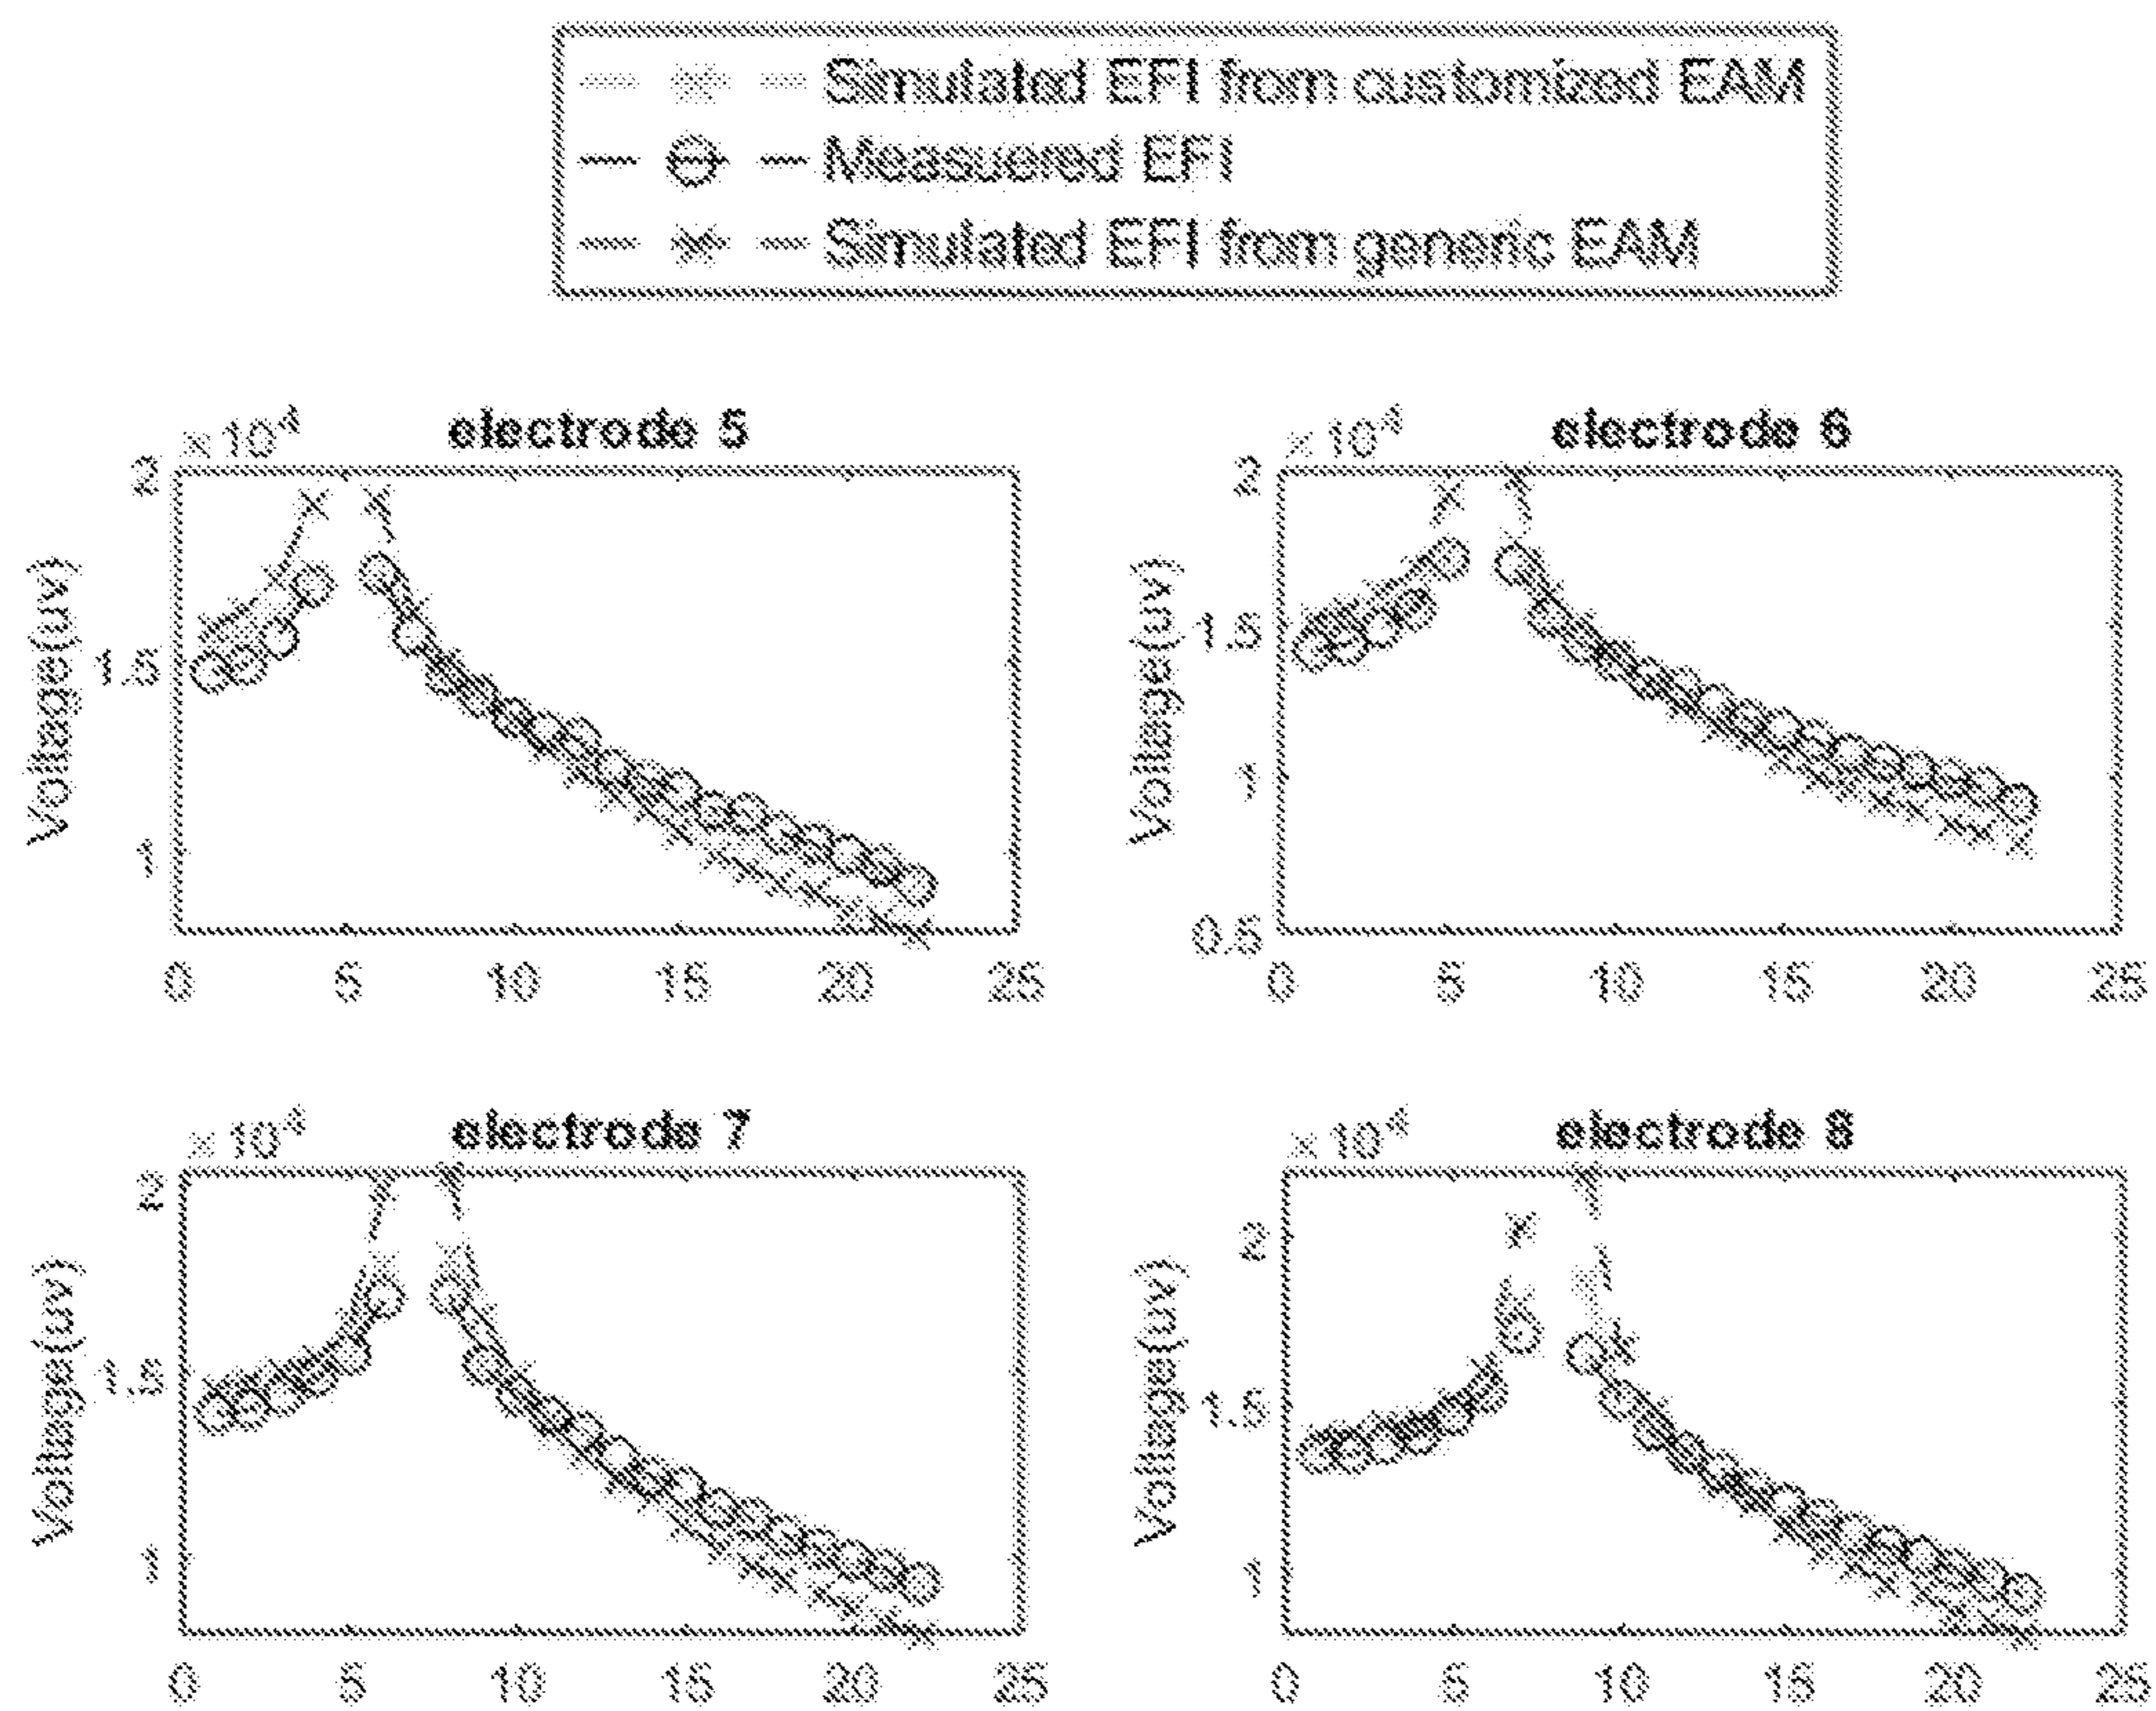 Simulated EFI from customized EAM
Measuered EFI
Simulated EFI from generic EAM
×10⁴ electrode 5
2
1.5
1
Voltage(uv)
0 5 10 15 20 25
×10⁴ electrode 6
2
1.5
1
0.5
Voltage(uv)
0 5 10 15 20 25
×10⁴ electrode 7
2
1.5
1
Voltage(uv)
0 5 10 15 20 25
×10⁴ electrode 8
2
1.5
1
Voltage(uv)
0 5 10 15 20 25